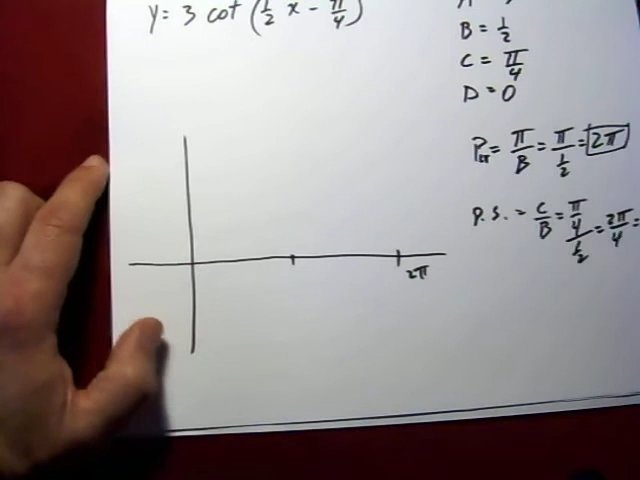 y = 3 cot (1/2 x - π/4)
B = 1/2
C = π/4
D = 0
Per = π/B = π/(1/2) = 2π
P.S. = C/B = (π/4)/(1/2) = 2π/4 =
2π